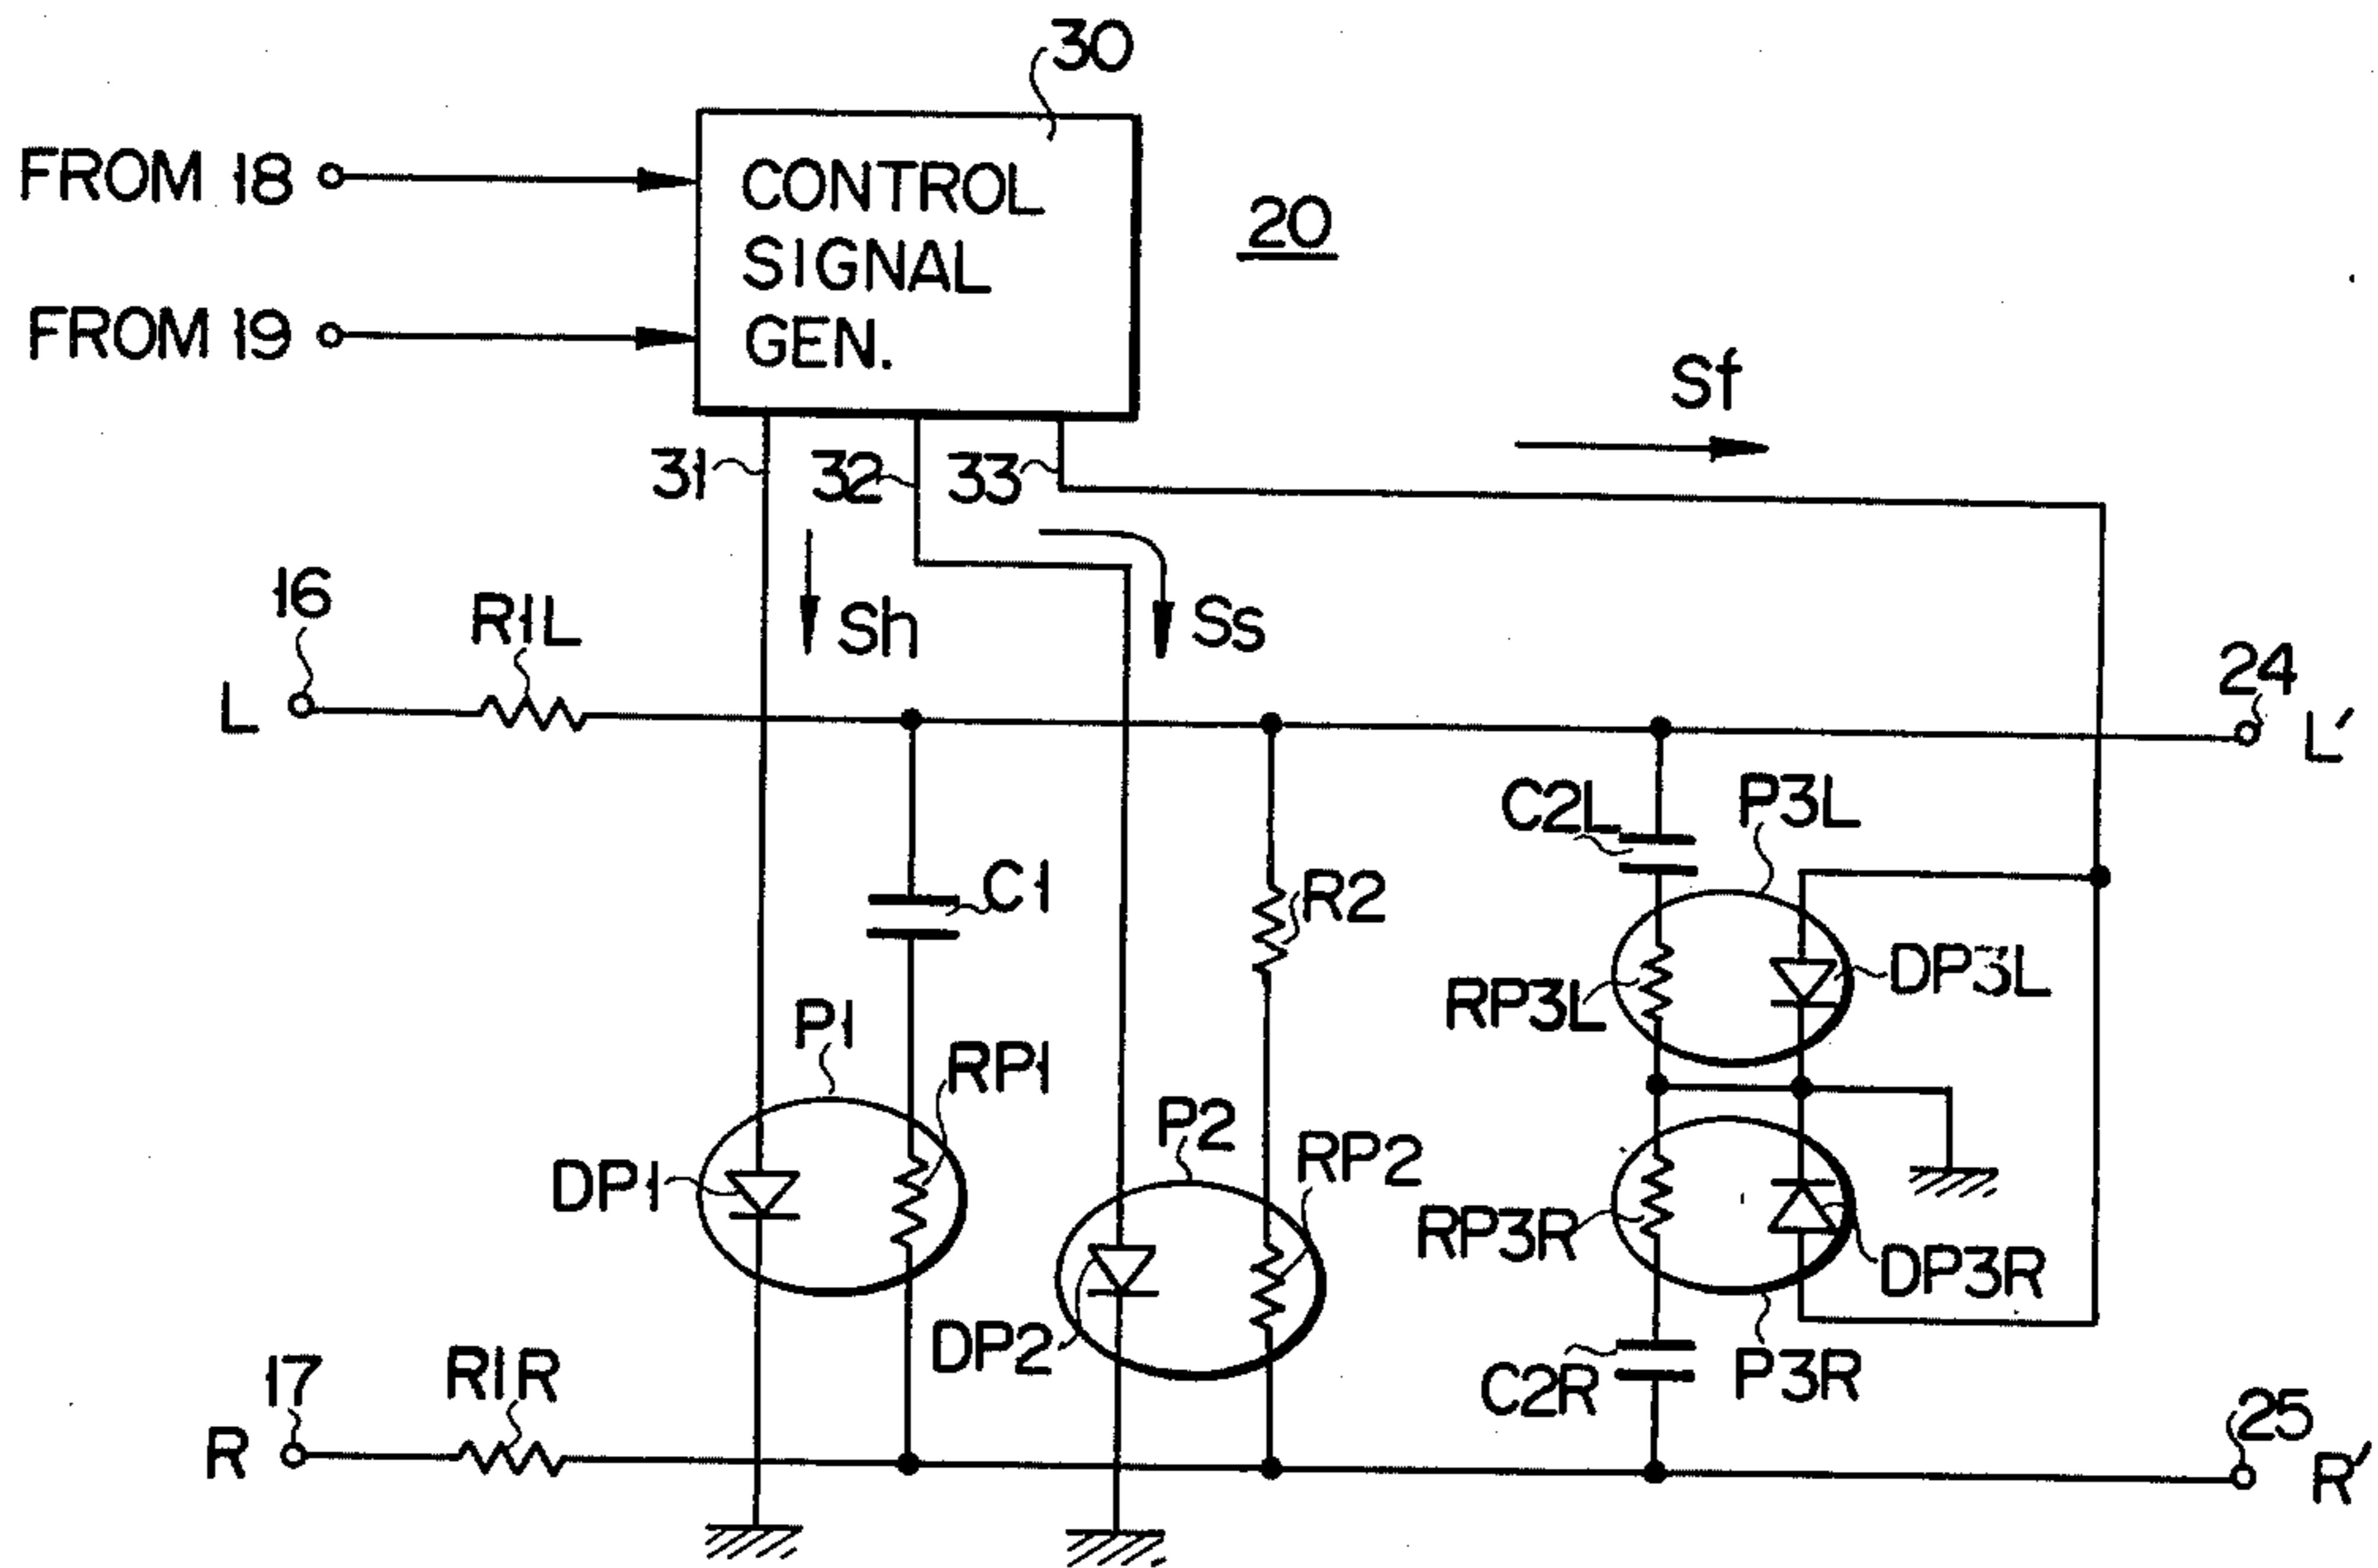 30
FROM 18
CONTROL
SIGNAL
GEN.
20
FROM 19
Sf
31
32
33
16
R1L
Sh
Ss
24
L
L'
C2L
P3L
C1
R2
RP3L
DP3L
P1
RP1
P2
RP2
DP1
RP3R
DP3R
DP2
17
R1R
C2R
P3R
25
R
R'